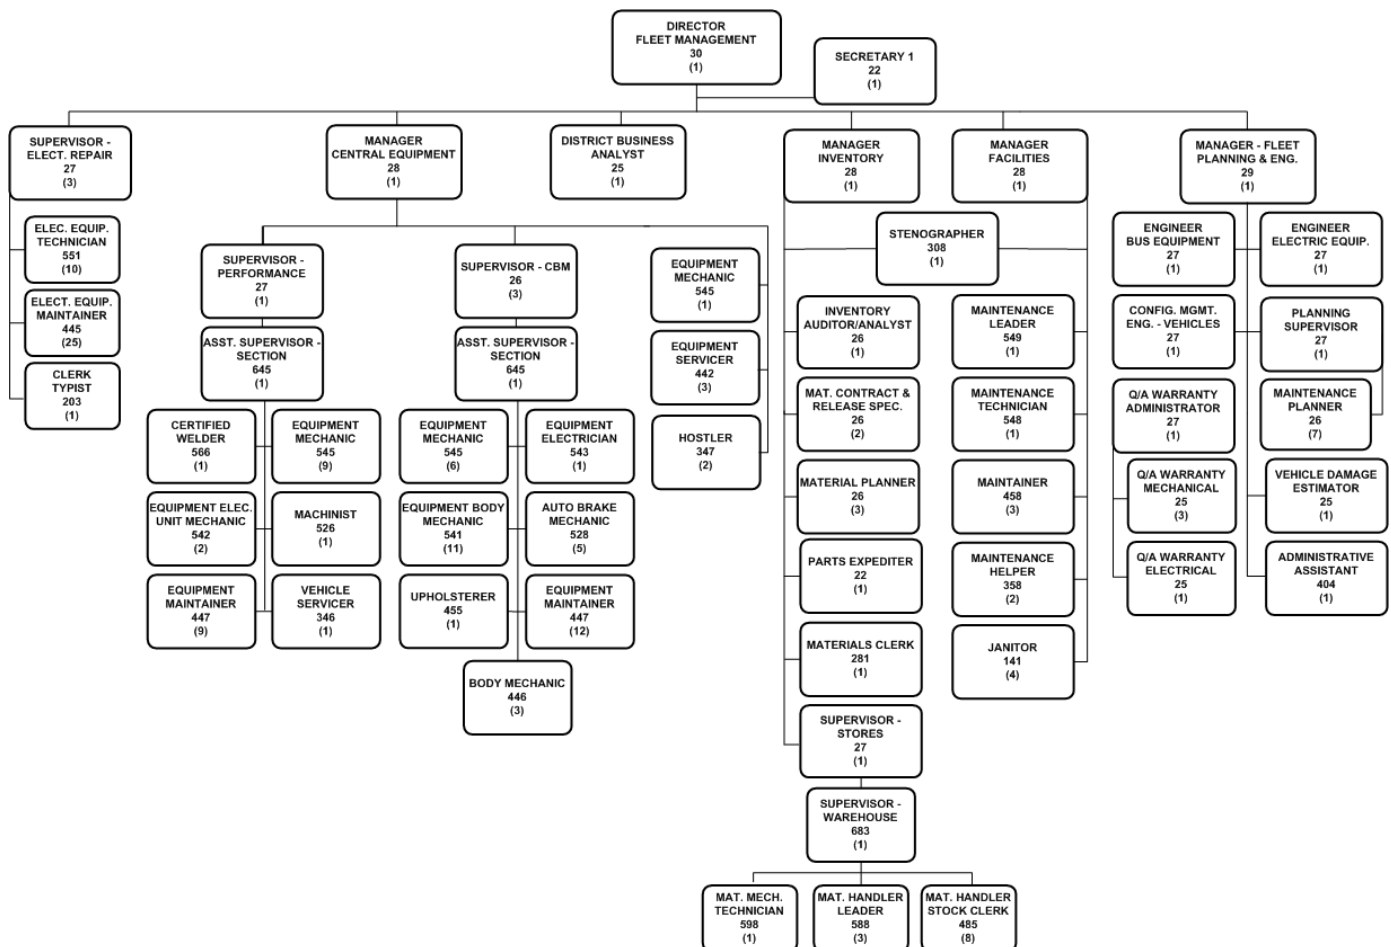 DIRECTOR
FLEET MANAGEMENT
30
(1)
SECRETARY 1
22
(1)
SUPERVISOR -
ELECT. REPAIR
27
(3)
MANAGER
CENTRAL EQUIPMENT
28
(1)
DISTRICT BUSINESS
ANALYST
25
(1)
MANAGER
INVENTORY
28
(1)
MANAGER
FACILITIES
28
(1)
MANAGER - FLEET
PLANNING & ENG.
29
(1)
ELEC. EQUIP.
TECHNICIAN
551
(10)
ELECT. EQUIP.
MAINTAINER
445
(25)
CLERK
TYPIST
203
(1)
SUPERVISOR -
PERFORMANCE
27
(1)
ASST. SUPERVISOR -
SECTION
645
(1)
CERTIFIED
WELDER
566
(1)
EQUIPMENT
MECHANIC
545
(9)
EQUIPMENT ELEC.
UNIT MECHANIC
542
(2)
MACHINIST
526
(1)
EQUIPMENT
MAINTAINER
447
(9)
VEHICLE
SERVICER
346
(1)
SUPERVISOR - CBM
26
(3)
ASST. SUPERVISOR -
SECTION
645
(1)
EQUIPMENT
MECHANIC
545
(6)
EQUIPMENT
ELECTRICIAN
543
(1)
EQUIPMENT BODY
MECHANIC
541
(11)
AUTO BRAKE
MECHANIC
528
(5)
UPHOLSTERER
455
(1)
EQUIPMENT
MAINTAINER
447
(12)
BODY MECHANIC
446
(3)
EQUIPMENT
MECHANIC
545
(1)
EQUIPMENT
SERVICER
442
(3)
HOSTLER
347
(2)
STENOGRAPHER
308
(1)
INVENTORY
AUDITOR/ANALYST
26
(1)
MAT. CONTRACT &
RELEASE SPEC.
26
(2)
MATERIAL PLANNER
26
(3)
PARTS EXPEDITER
22
(1)
MATERIALS CLERK
281
(1)
SUPERVISOR -
STORES
27
(1)
SUPERVISOR -
WAREHOUSE
683
(1)
MAT. MECH.
TECHNICIAN
598
(1)
MAT. HANDLER
LEADER
588
(3)
MAT. HANDLER
STOCK CLERK
485
(8)
MAINTENANCE
LEADER
549
(1)
MAINTENANCE
TECHNICIAN
548
(1)
MAINTAINER
458
(3)
MAINTENANCE
HELPER
358
(2)
JANITOR
141
(4)
ENGINEER
BUS EQUIPMENT
27
(1)
ENGINEER
ELECTRIC EQUIP.
27
(1)
CONFIG. MGMT.
ENG. - VEHICLES
27
(1)
PLANNING
SUPERVISOR
27
(1)
Q/A WARRANTY
ADMINISTRATOR
27
(1)
MAINTENANCE
PLANNER
26
(7)
Q/A WARRANTY
MECHANICAL
25
(3)
VEHICLE DAMAGE
ESTIMATOR
25
(1)
Q/A WARRANTY
ELECTRICAL
25
(1)
ADMINISTRATIVE
ASSISTANT
404
(1)